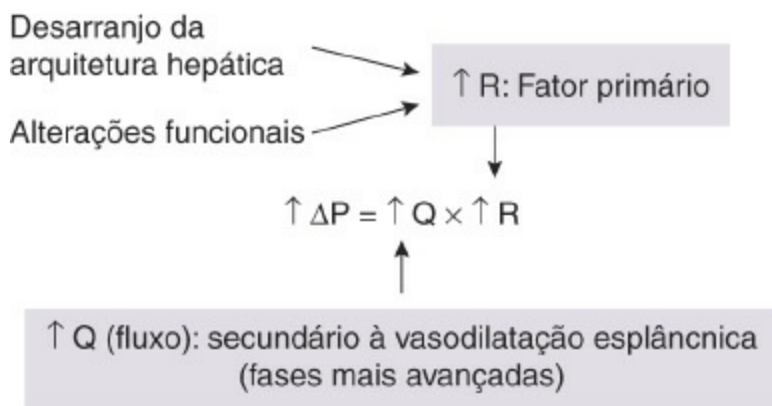 Desarranjo da
arquitetura hepática
↑ R: Fator primário
Alterações funcionais
↑ ΔP = ↑ Q × ↑ R
↑ Q (fluxo): secundário à vasodilatação esplâncnica
(fases mais avançadas)